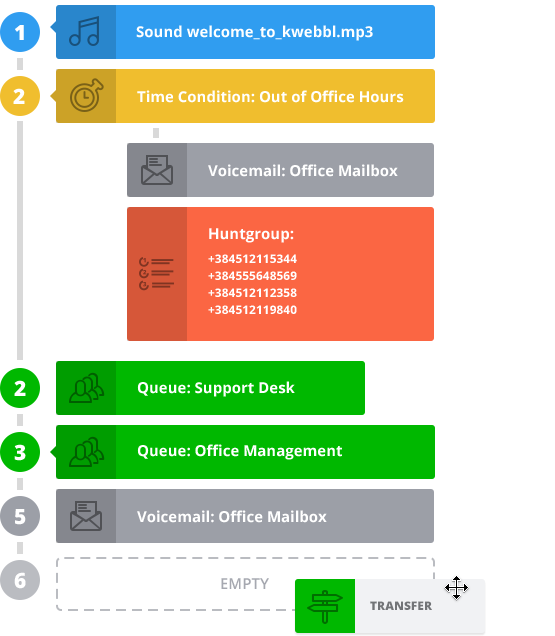 1
Sound welcome_to_kwebbl.mp3
2
Time Condition: Out of Office Hours
Voicemail: Office Mailbox
Huntgroup:
+384512115344
+384555648569
+384512112358
+384512119840
2
Queue: Support Desk
3
Queue: Office Management
5
Voicemail: Office Mailbox
6
EMPTY
TRANSFER